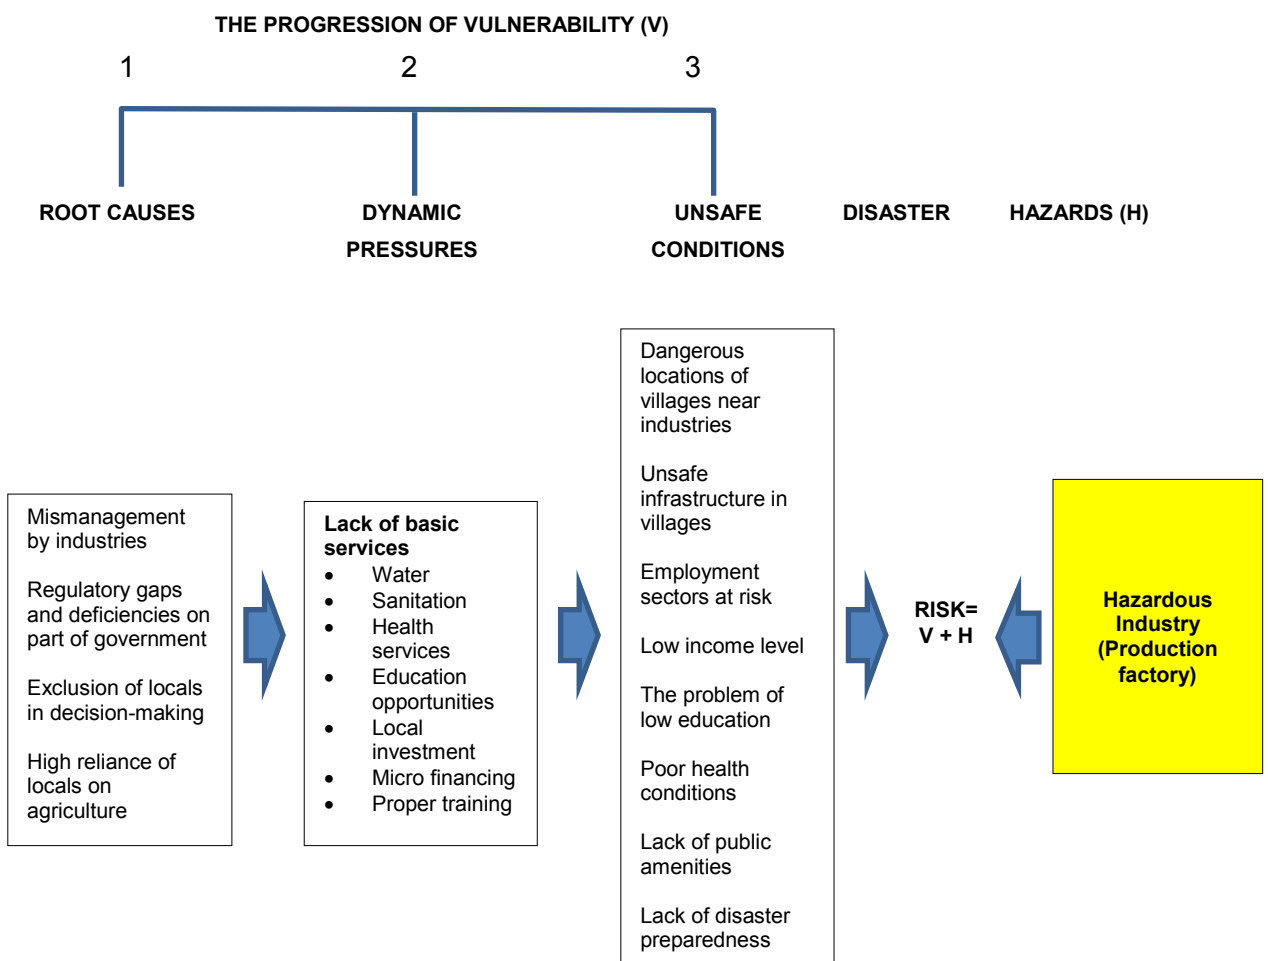 THE PROGRESSION OF VULNERABILITY (V)
1
2
3
ROOT CAUSES
DYNAMIC
PRESSURES
UNSAFE
CONDITIONS
DISASTER
HAZARDS (H)
Mismanagement
by industries
Regulatory gaps
and deficiencies on
part of government
Exclusion of locals
in decision-making
High reliance of
locals on
agriculture
Lack of basic
services
• Water
• Sanitation
• Health
services
• Education
opportunities
• Local
investment
• Micro financing
• Proper training
Dangerous
locations of
villages near
industries
Unsafe
infrastructure in
villages
Employment
sectors at risk
Low income level
The problem of
low education
Poor health
conditions
Lack of public
amenities
Lack of disaster
preparedness
RISK=
V + H
Hazardous
Industry
(Production
factory)